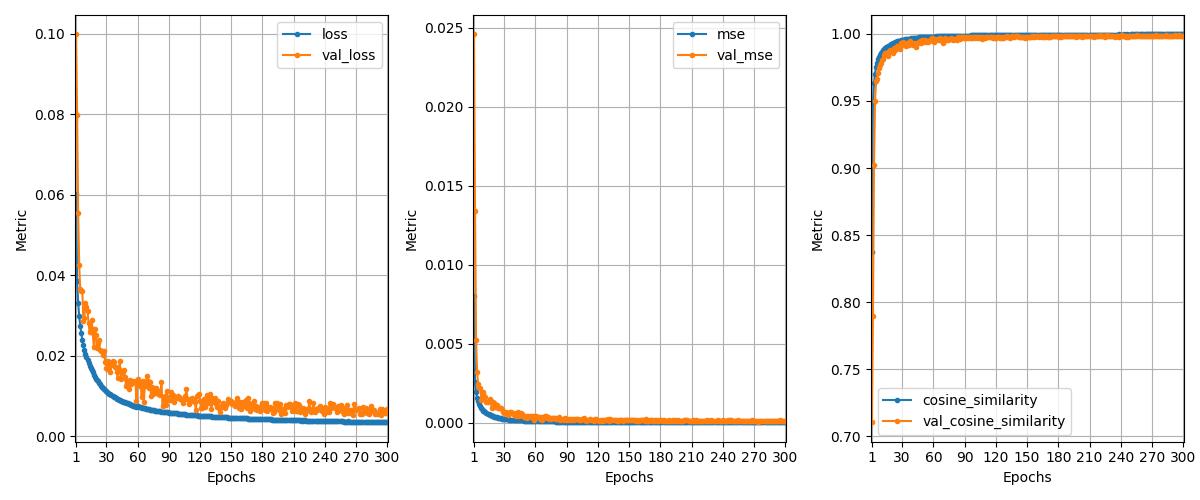 0.10
0.08
0.06
0.04
0.02
0.00
Metric
1 30 60 90 120 150 180 210 240 270 300
Epochs
loss
val_loss
0.025
0.020
0.015
0.010
0.005
0.000
Metric
1 30 60 90 120 150 180 210 240 270 300
Epochs
mse
val_mse
1.00
0.95
0.90
0.85
0.80
0.75
0.70
Metric
1 30 60 90 120 150 180 210 240 270 300
Epochs
cosine_similarity
val_cosine_similarity